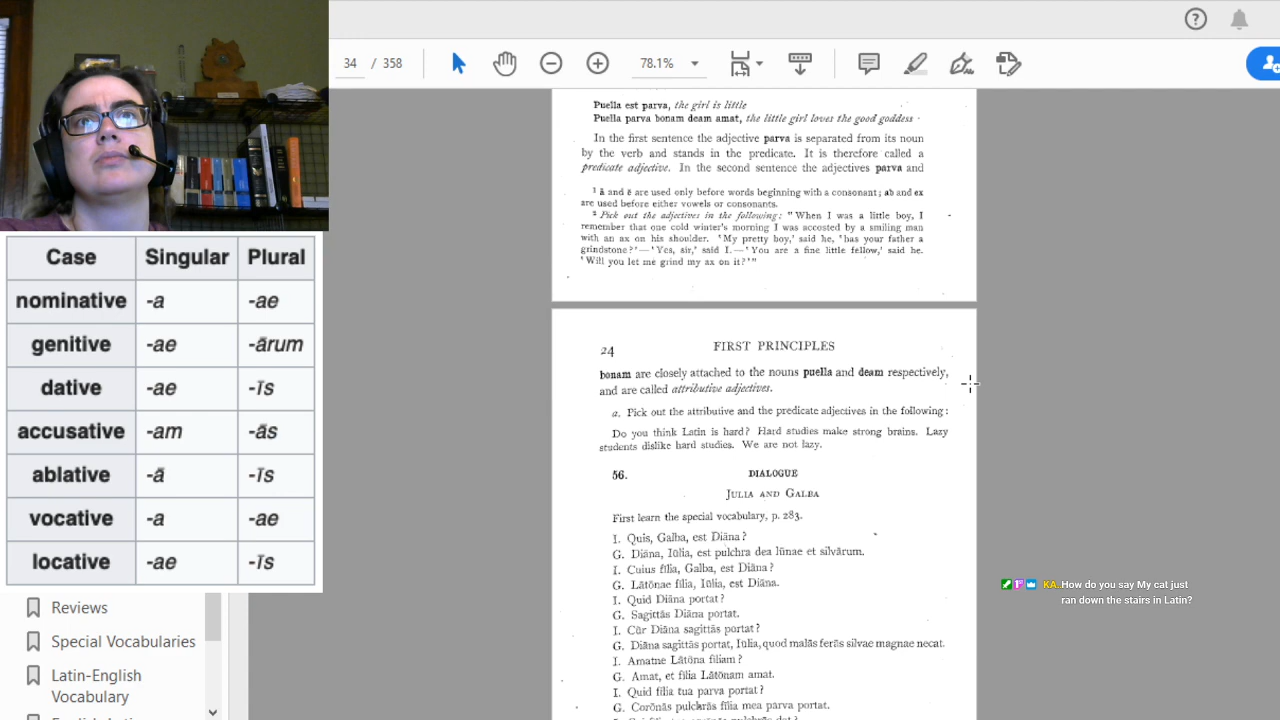 34 / 358
78.1%
Puella est parva, the girl is little
Puella parva bonam deam amat, the little girl loves the good goddess
In the first sentence the adjective parva is separated from its noun
by the verb and stands in the predicate. It is therefore called a
predicate adjective. In the second sentence the adjectives parva and
1 ā and ē are used only before words beginning with a consonant; ab and ex
are used before either vowels or consonants.
2 Pick out the adjectives in the following: "When I was a little boy, I
remember that one cold winter's morning I was accosted by a smiling man
with an ax on his shoulder. 'My pretty boy,' said he, 'has your father a
grindstone?'—'Yes, sir,' said I.—'You are a fine little fellow,' said he.
'Will you let me grind my ax on it?'"
24 FIRST PRINCIPLES
bonam are closely attached to the nouns puella and deam respectively,
and are called attributive adjectives.
a. Pick out the attributive and the predicate adjectives in the following:
Do you think Latin is hard? Hard studies make strong brains. Lazy
students dislike hard studies. We are not lazy.
56. DIALOGUE
JULIA AND GALBA
First learn the special vocabulary, p. 283.
I. Quis, Galba, est Diāna?
G. Diāna, Iūlia, est pulchra dea lūnae et silvārum.
I. Cuius fīlia, Galba, est Diāna?
G. Lātōnae fīlia, Iūlia, est Diāna.
I. Quid Diāna portat?
G. Sagittās Diāna portat.
I. Cūr Diāna sagittās portat?
G. Diāna sagittās portat, Iūlia, quod malās ferās silvae magnae necat.
I. Amatne Lātōna fīliam?
G. Amat, et fīlia Lātōnam amat.
I. Quid fīlia tua parva portat?
G. Corōnās pulchrās fīlia mea parva portat.
Case Singular Plural
nominative -a -ae
genitive -ae -ārum
dative -ae -īs
accusative -am -ās
ablative -ā -īs
vocative -a -ae
locative -ae -īs
Reviews
Special Vocabularies
Latin-English
Vocabulary
KA..How do you say My cat just
ran down the stairs in Latin?